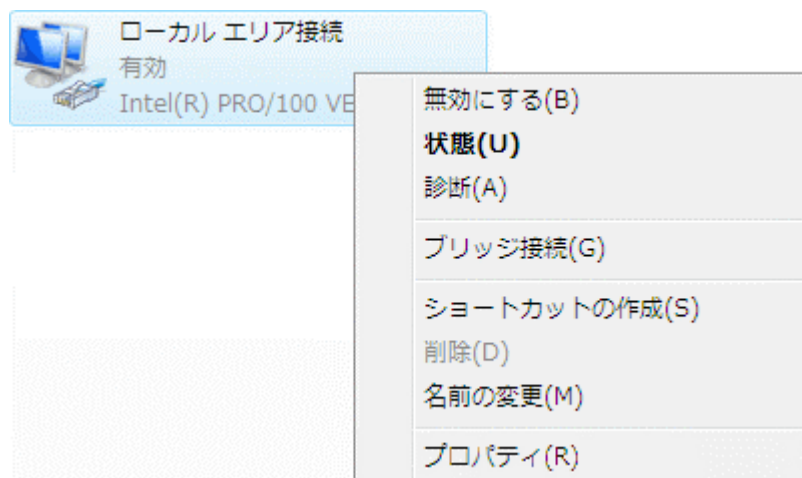 ローカル エリア接続
有効
Intel(R) PRO/100 VE
無効にする(B)
状態(U)
診断(A)
ブリッジ接続(G)
ショートカットの作成(S)
削除(D)
名前の変更(M)
プロパティ(R)